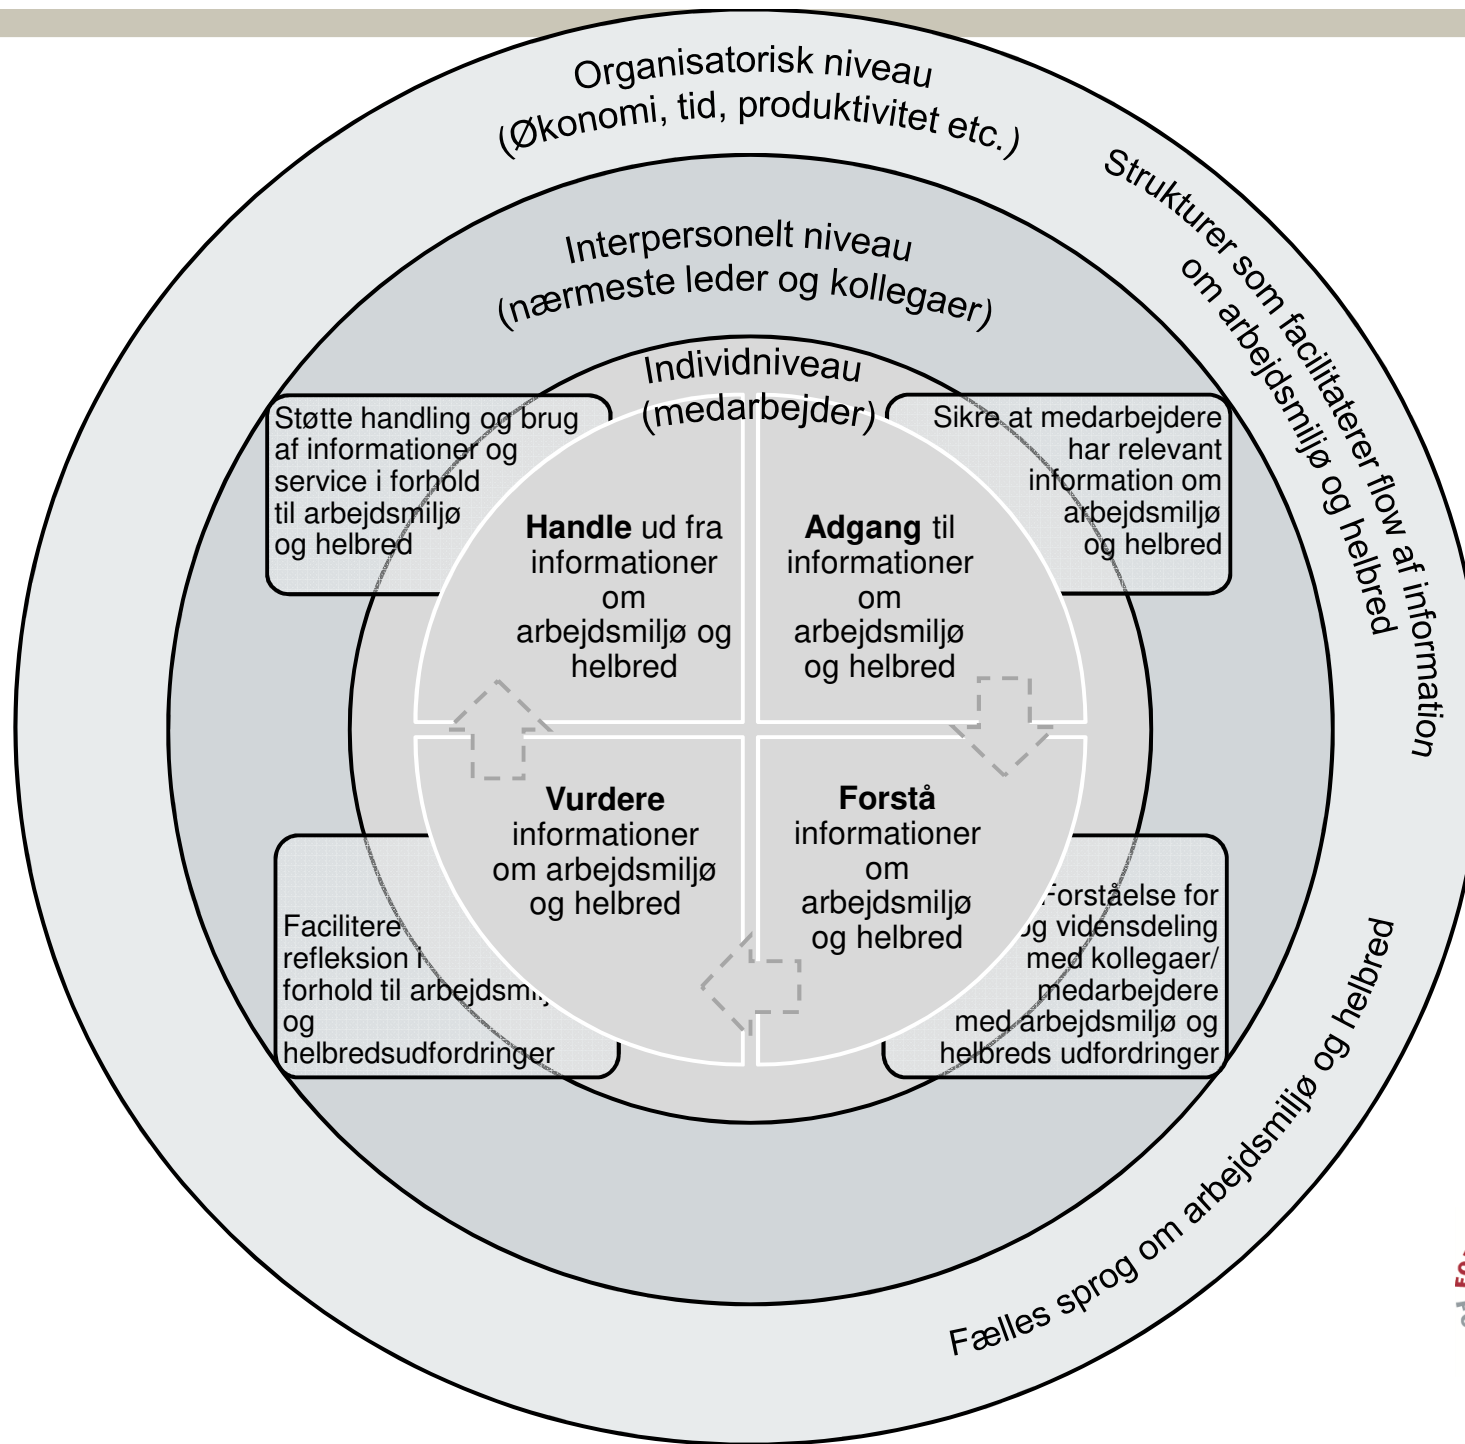 Organisatorisk niveau
(Økonomi, tid, produktivitet etc.)
Strukturer som facilitaterer flow af information
om arbejdsmiljø og helbred
Interpersonelt niveau
(nærmeste leder og kollegaer)
Individniveau
(medarbejder)
Støtte handling og brug
af informationer og
service i forhold
til arbejdsmiljø
og helbred
Sikre at medarbejdere
har relevant
information om
arbejdsmiljø
og helbred
Handle ud fra
informationer
om
arbejdsmiljø og
helbred
Adgang til
informationer
om
arbejdsmiljø
og helbred
Vurdere
informationer
om arbejdsmiljø
og helbred
Forstå
informationer
om
arbejdsmiljø
og helbred
Facilitere
refleksion i
forhold til
og
helbredsudfordringer
Forståelse for
og vidensdeling
med kollegaer/
medarbejdere
med arbejdsmiljø og
helbreds udfordringer
Fælles sprog om arbejdsmiljø og helbred